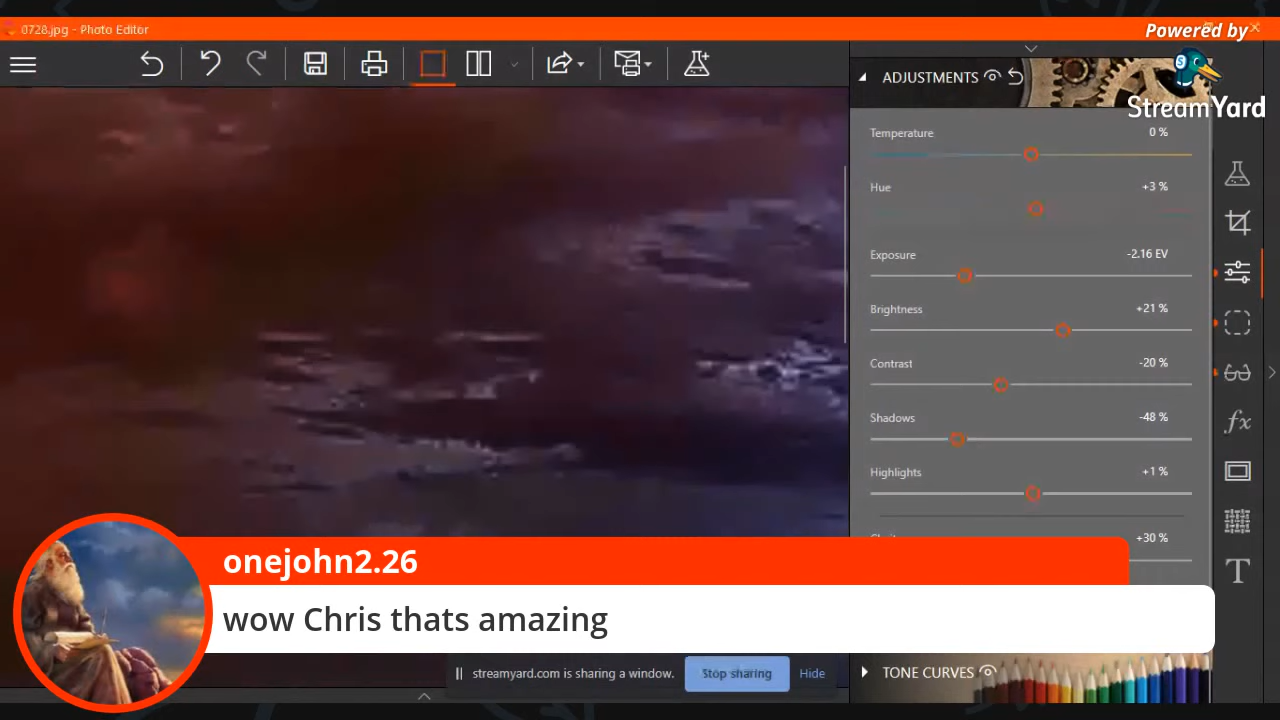 0728.jpg - Photo Editor
Powered by
StreamYard
ADJUSTMENTS
Temperature 0 %
Hue +3 %
Exposure -2.16 EV
Brightness +21 %
Contrast -20 %
Shadows -48 %
Highlights +1 %
+30 %
fx
T
onejohn2.26
wow Chris thats amazing
streamyard.com is sharing a window. Stop sharing Hide
TONE CURVES